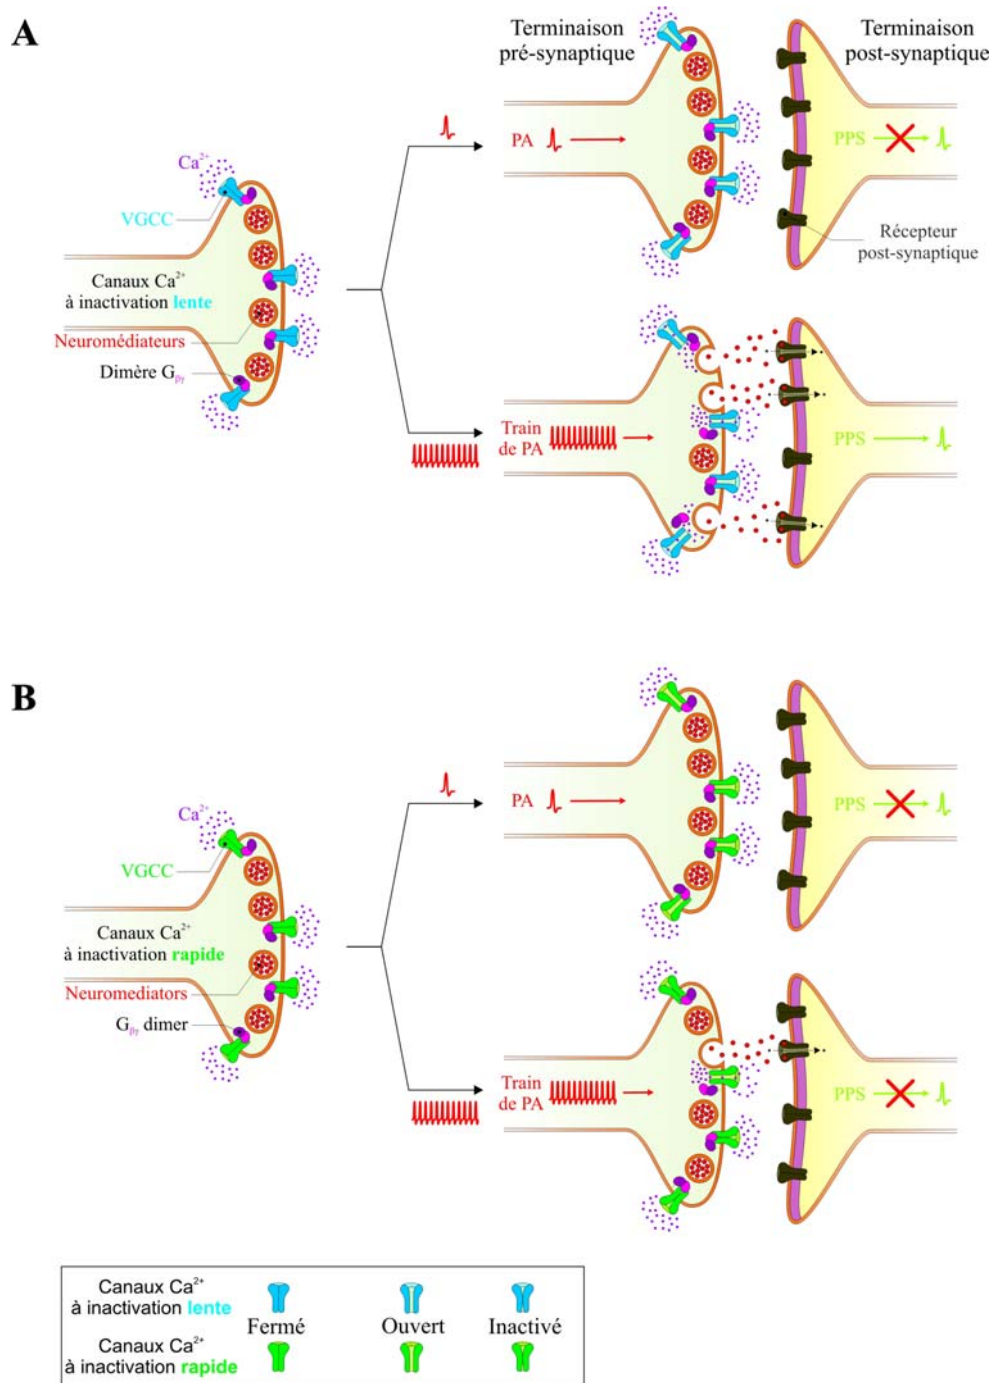 A
Terminaison
pré-synaptique
Terminaison
post-synaptique
PA
PPS
Ca²⁺
VGCC
Canaux Ca²⁺
à inactivation lente
Neuromédiateurs
Dimère Gβγ
Récepteur
post-synaptique
Train
de PA
PPS
B
PA
PPS
Ca²⁺
VGCC
Canaux Ca²⁺
à inactivation rapide
Neuromediators
Gβγ dimer
Train
de PA
PPS
Canaux Ca²⁺
à inactivation lente
Fermé
Ouvert
Inactivé
Canaux Ca²⁺
à inactivation rapide